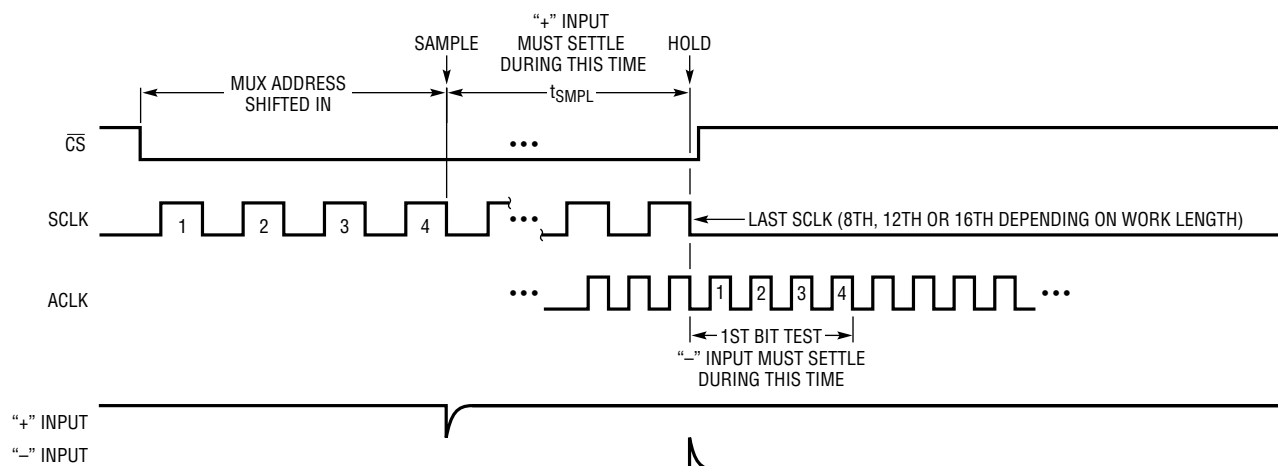 "+" INPUT
MUST SETTLE
DURING THIS TIME
SAMPLE
HOLD
MUX ADDRESS
SHIFTED IN
tSMPL
CS
•••
SCLK
1 2 3 4
•••
LAST SCLK (8TH, 12TH OR 16TH DEPENDING ON WORK LENGTH)
ACLK
•••
1 2 3 4
•••
1ST BIT TEST
"–" INPUT MUST SETTLE
DURING THIS TIME
"+" INPUT
"–" INPUT